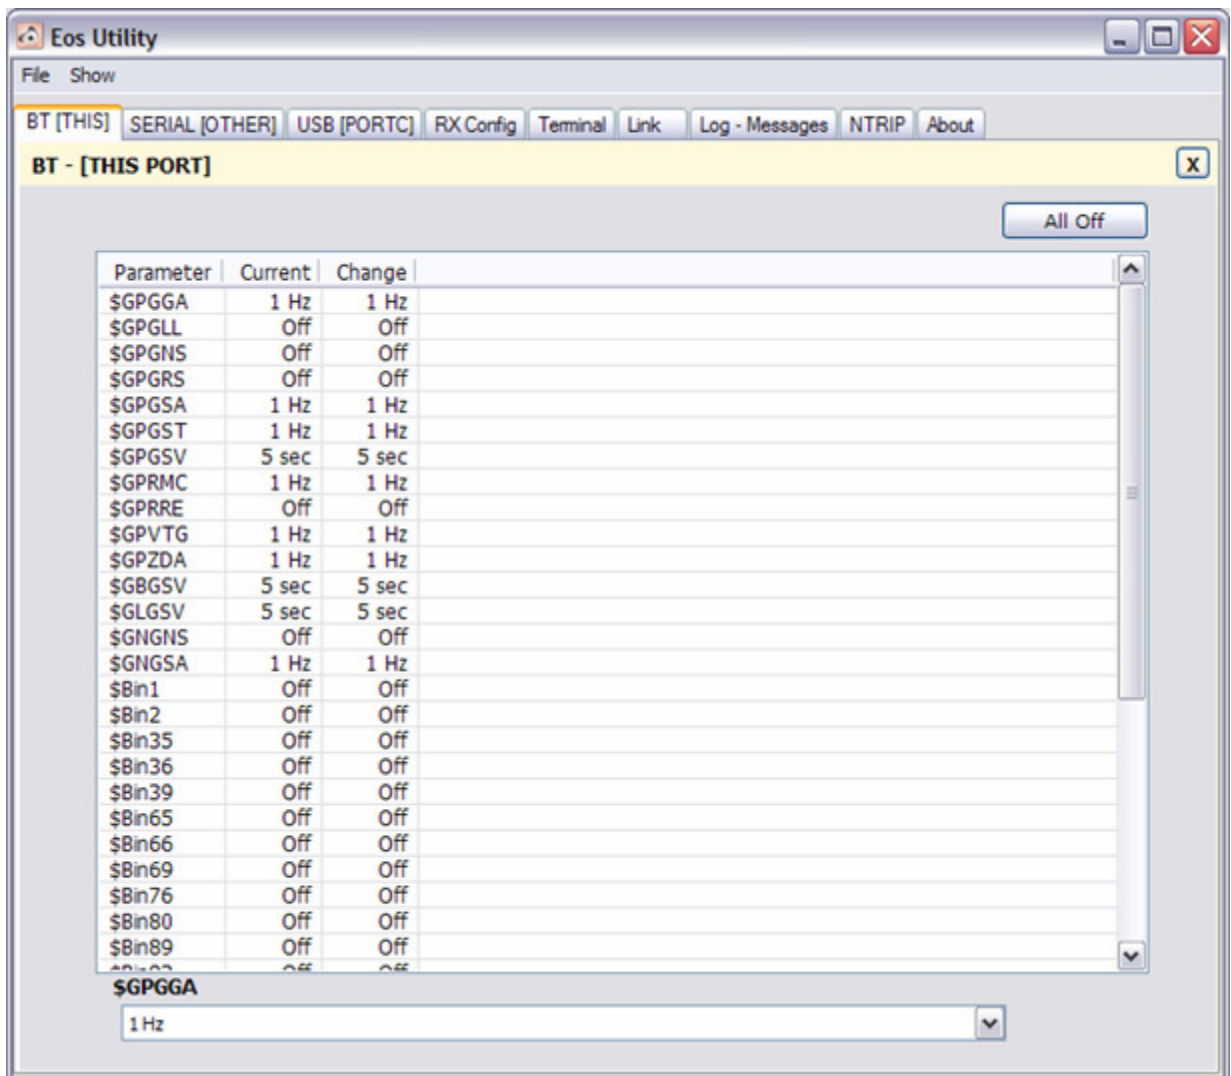 Eos Utility
File Show
BT [THIS] SERIAL [OTHER] USB [PORTC] RX Config Terminal Link Log - Messages NTRIP About
BT - [THIS PORT] X
All Off
Parameter Current Change
$GPGGA 1 Hz 1 Hz
$GPGLL Off Off
$GPGNS Off Off
$GPGRS Off Off
$GPGSA 1 Hz 1 Hz
$GPGST 1 Hz 1 Hz
$GPGSV 5 sec 5 sec
$GPRMC 1 Hz 1 Hz
$GPRRE Off Off
$GPVTG 1 Hz 1 Hz
$GPZDA 1 Hz 1 Hz
$GBGSV 5 sec 5 sec
$GLGSV 5 sec 5 sec
$GNGNS Off Off
$GNGSA 1 Hz 1 Hz
$Bin1 Off Off
$Bin2 Off Off
$Bin35 Off Off
$Bin36 Off Off
$Bin39 Off Off
$Bin65 Off Off
$Bin66 Off Off
$Bin69 Off Off
$Bin76 Off Off
$Bin80 Off Off
$Bin89 Off Off
$GPGGA
1 Hz